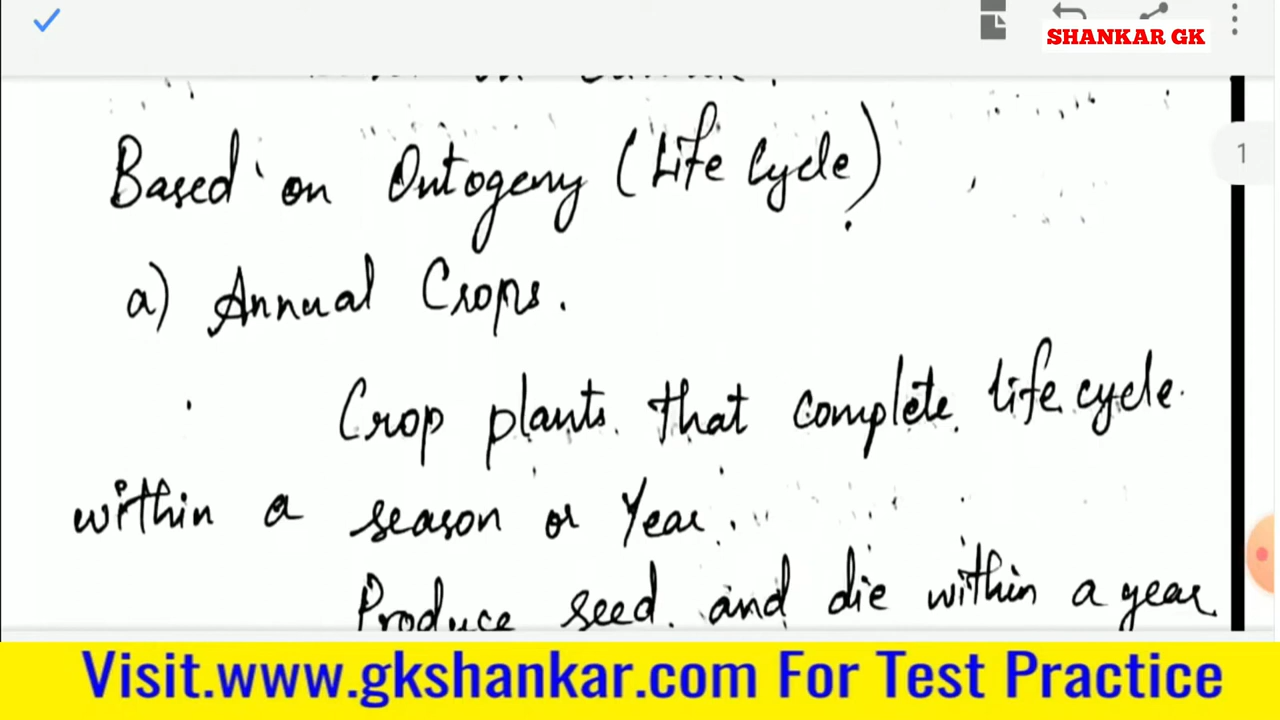 SHANKAR GK
Based on Ontogeny (Life Cycle)
1
a) Annual Crops.
Crop plants that complete life cycle
within a season or Year.
Produce seed and die within a year
Visit.www.gkshankar.com For Test Practice